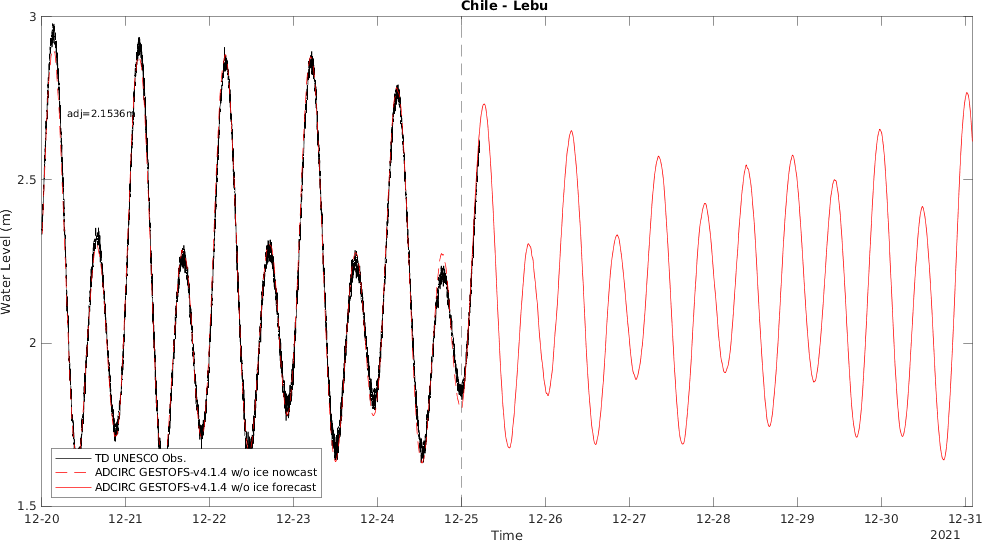 Chile - Lebu
3
adj=2.1536m
2.5
Water Level (m)
2
TD UNESCO Obs.
ADCIRC GESTOFS-v4.1.4 w/o ice nowcast
ADCIRC GESTOFS-v4.1.4 w/o ice forecast
1.5
12-20 12-21 12-22 12-23 12-24 12-25 12-26 12-27 12-28 12-29 12-30 12-31
Time
2021